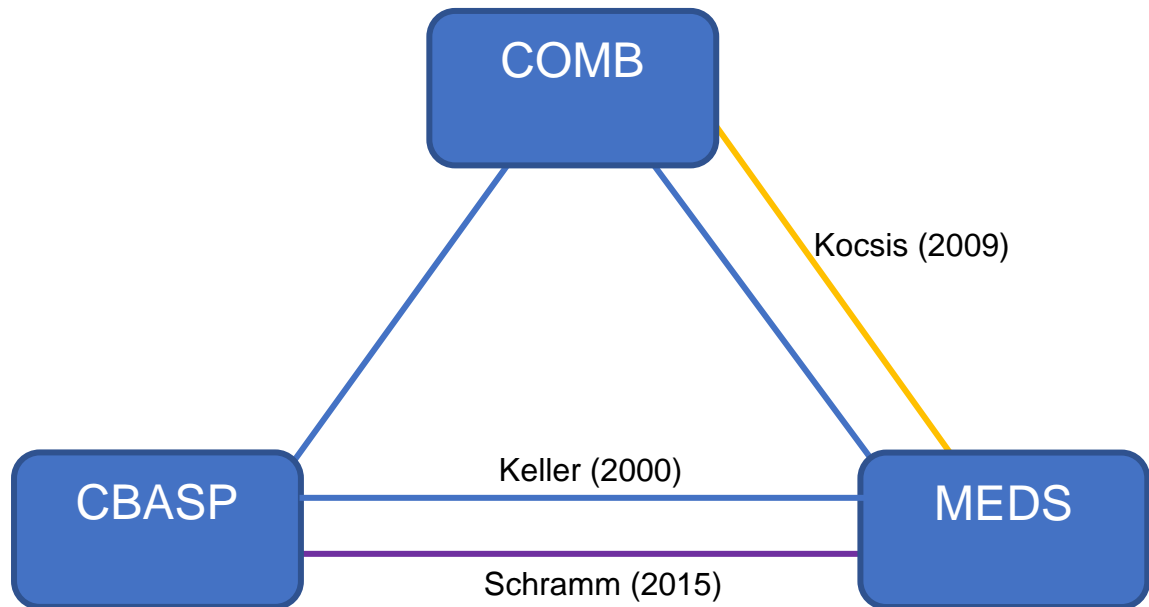 COMB
Kocsis (2009)
Keller (2000)
CBASP
MEDS
Schramm (2015)